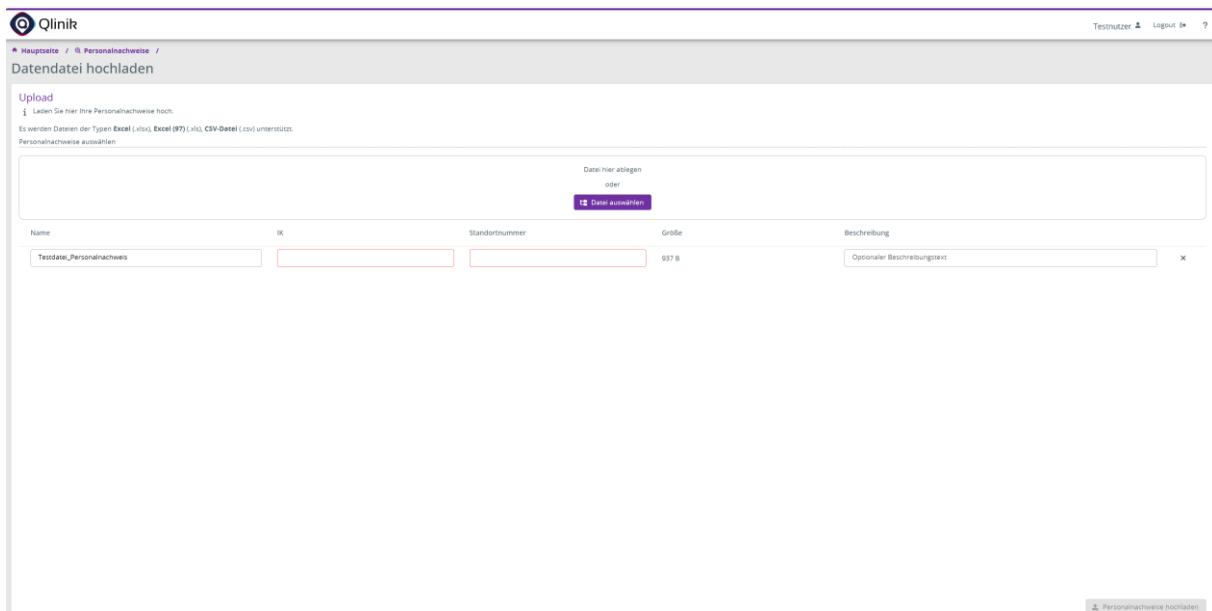 Qlinik
Testnutzer Logout ?
Hauptseite / Personalnachweise /
Datendatei hochladen
Upload
i Laden Sie hier Ihre Personalnachweise hoch.
Es werden Dateien der Typen Excel (.xlsx), Excel (97) (.xls), CSV-Datei (.csv) unterstützt.
Personalnachweise auswählen
Datei hier ablegen
oder
Datei auswählen
Name IK Standortnummer Größe Beschreibung
Testdatei_Personalnachweis 937 B Optionaler Beschreibungstext
Personalnachweise hochladen